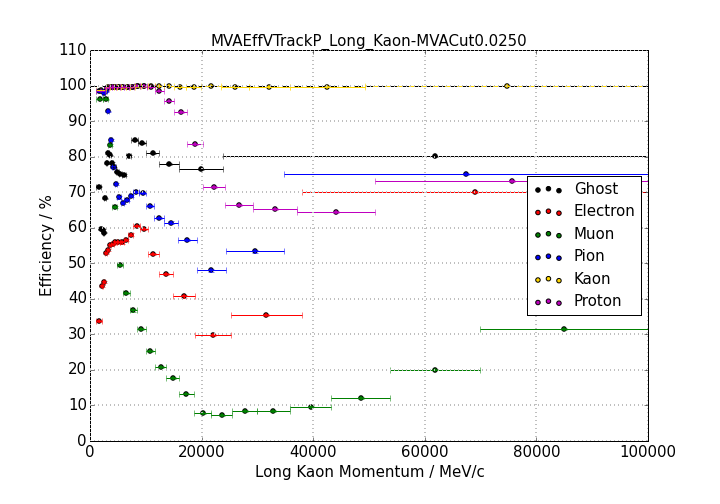 MVAEffVTrackP_Long_Kaon-MVACut0.0250
110
100
90
80
70
60
50
40
30
20
10
0
Efficiency / %
Ghost
Electron
Muon
Pion
Kaon
Proton
0 20000 40000 60000 80000 100000
Long Kaon Momentum / MeV/c